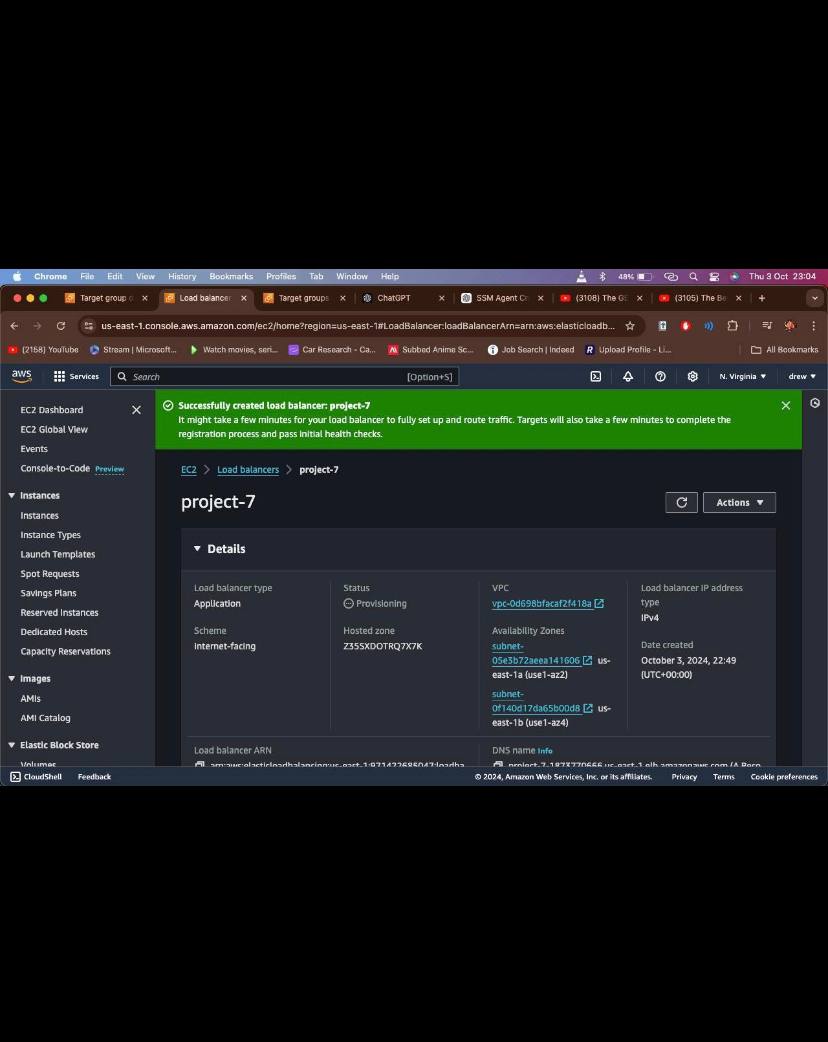 Chrome File Edit View History Bookmarks Profiles Tab Window Help 48% Thu 3 Oct 23:04
Target group d Load balancer Target groups ChatGPT SSM Agent Co (3108) The G (3105) The Be
us-east-1.console.aws.amazon.com/ec2/home?region=us-east-1#LoadBalancer:loadBalancerArn=arn:aws:elasticloadb...
(2158) YouTube Stream | Microsoft... Watch movies, seri... Car Research - Ca... Subbed Anime Sc... Job Search | Indeed Upload Profile - Li... All Bookmarks
aws Services Search [Option+S] N. Virginia drew
EC2 Dashboard
EC2 Global View
Events
Console-to-Code Preview
Instances
Instances
Instance Types
Launch Templates
Spot Requests
Savings Plans
Reserved Instances
Dedicated Hosts
Capacity Reservations
Images
AMIs
AMI Catalog
Elastic Block Store
Volumes
Successfully created load balancer: project-7
It might take a few minutes for your load balancer to fully set up and route traffic. Targets will also take a few minutes to complete the
registration process and pass initial health checks.
EC2 Load balancers project-7
project-7
Actions
Details
Load balancer type
Application
Scheme
Internet-facing
Status
Provisioning
Hosted zone
Z35SXDOTRQ7X7K
VPC
vpc-0d698bfacaf2f418a
Availability Zones
subnet-
05e3b72aeea141606 us-
east-1a (use1-az2)
subnet-
0f140d17da65b00d8 us-
east-1b (use1-az4)
Load balancer IP address
type
IPv4
Date created
October 3, 2024, 22:49
(UTC+00:00)
Load balancer ARN
arn:aws:elasticloadbalancing:us-east-1:971422685047:loadba
DNS name Info
project-7-1873770666.us-east-1.elb.amazonaws.com (A Reco
CloudShell Feedback © 2024, Amazon Web Services, Inc. or its affiliates. Privacy Terms Cookie preferences